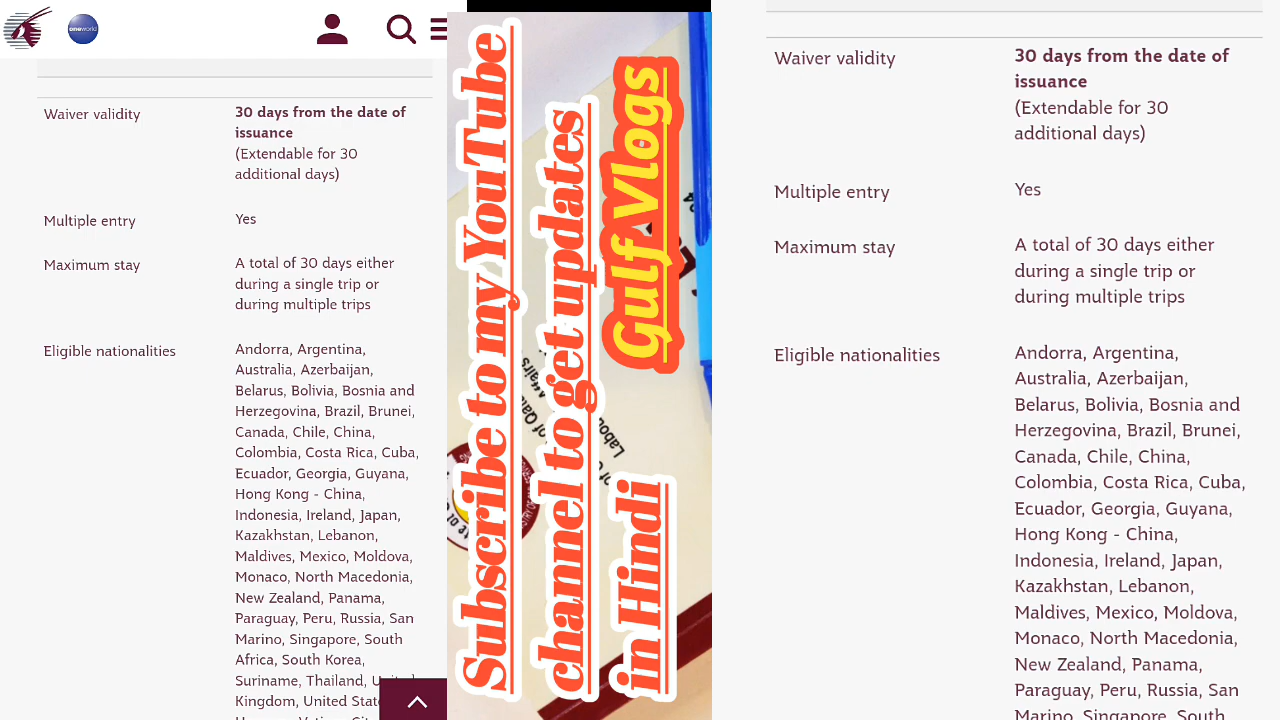 oneworld
Waiver validity
30 days from the date of
issuance
(Extendable for 30
additional days)
Multiple entry
Yes
Maximum stay
A total of 30 days either
during a single trip or
during multiple trips
Eligible nationalities
Andorra, Argentina,
Australia, Azerbaijan,
Belarus, Bolivia, Bosnia and
Herzegovina, Brazil, Brunei,
Canada, Chile, China,
Colombia, Costa Rica, Cuba,
Ecuador, Georgia, Guyana,
Hong Kong - China,
Indonesia, Ireland, Japan,
Kazakhstan, Lebanon,
Maldives, Mexico, Moldova,
Monaco, North Macedonia,
New Zealand, Panama,
Paraguay, Peru, Russia, San
Marino, Singapore, South
Africa, South Korea,
Suriname, Thailand,
Kingdom, United
Subscribe to my YouTube
channel to get updates
in Hindi
Gulf Vlogs
Waiver validity
30 days from the date of
issuance
(Extendable for 30
additional days)
Multiple entry
Yes
Maximum stay
A total of 30 days either
during a single trip or
during multiple trips
Eligible nationalities
Andorra, Argentina,
Australia, Azerbaijan,
Belarus, Bolivia, Bosnia and
Herzegovina, Brazil, Brunei,
Canada, Chile, China,
Colombia, Costa Rica, Cuba,
Ecuador, Georgia, Guyana,
Hong Kong - China,
Indonesia, Ireland, Japan,
Kazakhstan, Lebanon,
Maldives, Mexico, Moldova,
Monaco, North Macedonia,
New Zealand, Panama,
Paraguay, Peru, Russia, San
Marino, Singapore, South